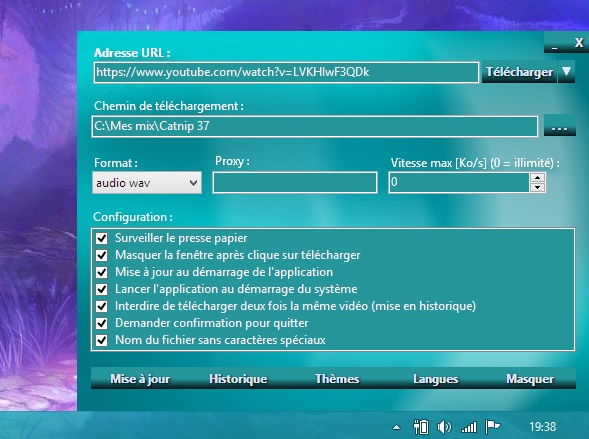 _ X
Adresse URL :
https://www.youtube.com/watch?v=LVKHlwF3QDk Télécharger
Chemin de téléchargement :
C:\Mes mix\Catnip 37 ...
Format : Proxy : Vitesse max [Ko/s] (0 = illimité) :
audio wav 0
Configuration :
Surveiller le presse papier
Masquer la fenêtre après clique sur télécharger
Mise à jour au démarrage de l'application
Lancer l'application au démarrage du système
Interdire de télécharger deux fois la même vidéo (mise en historique)
Demander confirmation pour quitter
Nom du fichier sans caractères spéciaux
Mise à jour Historique Thèmes Langues Masquer
19:38